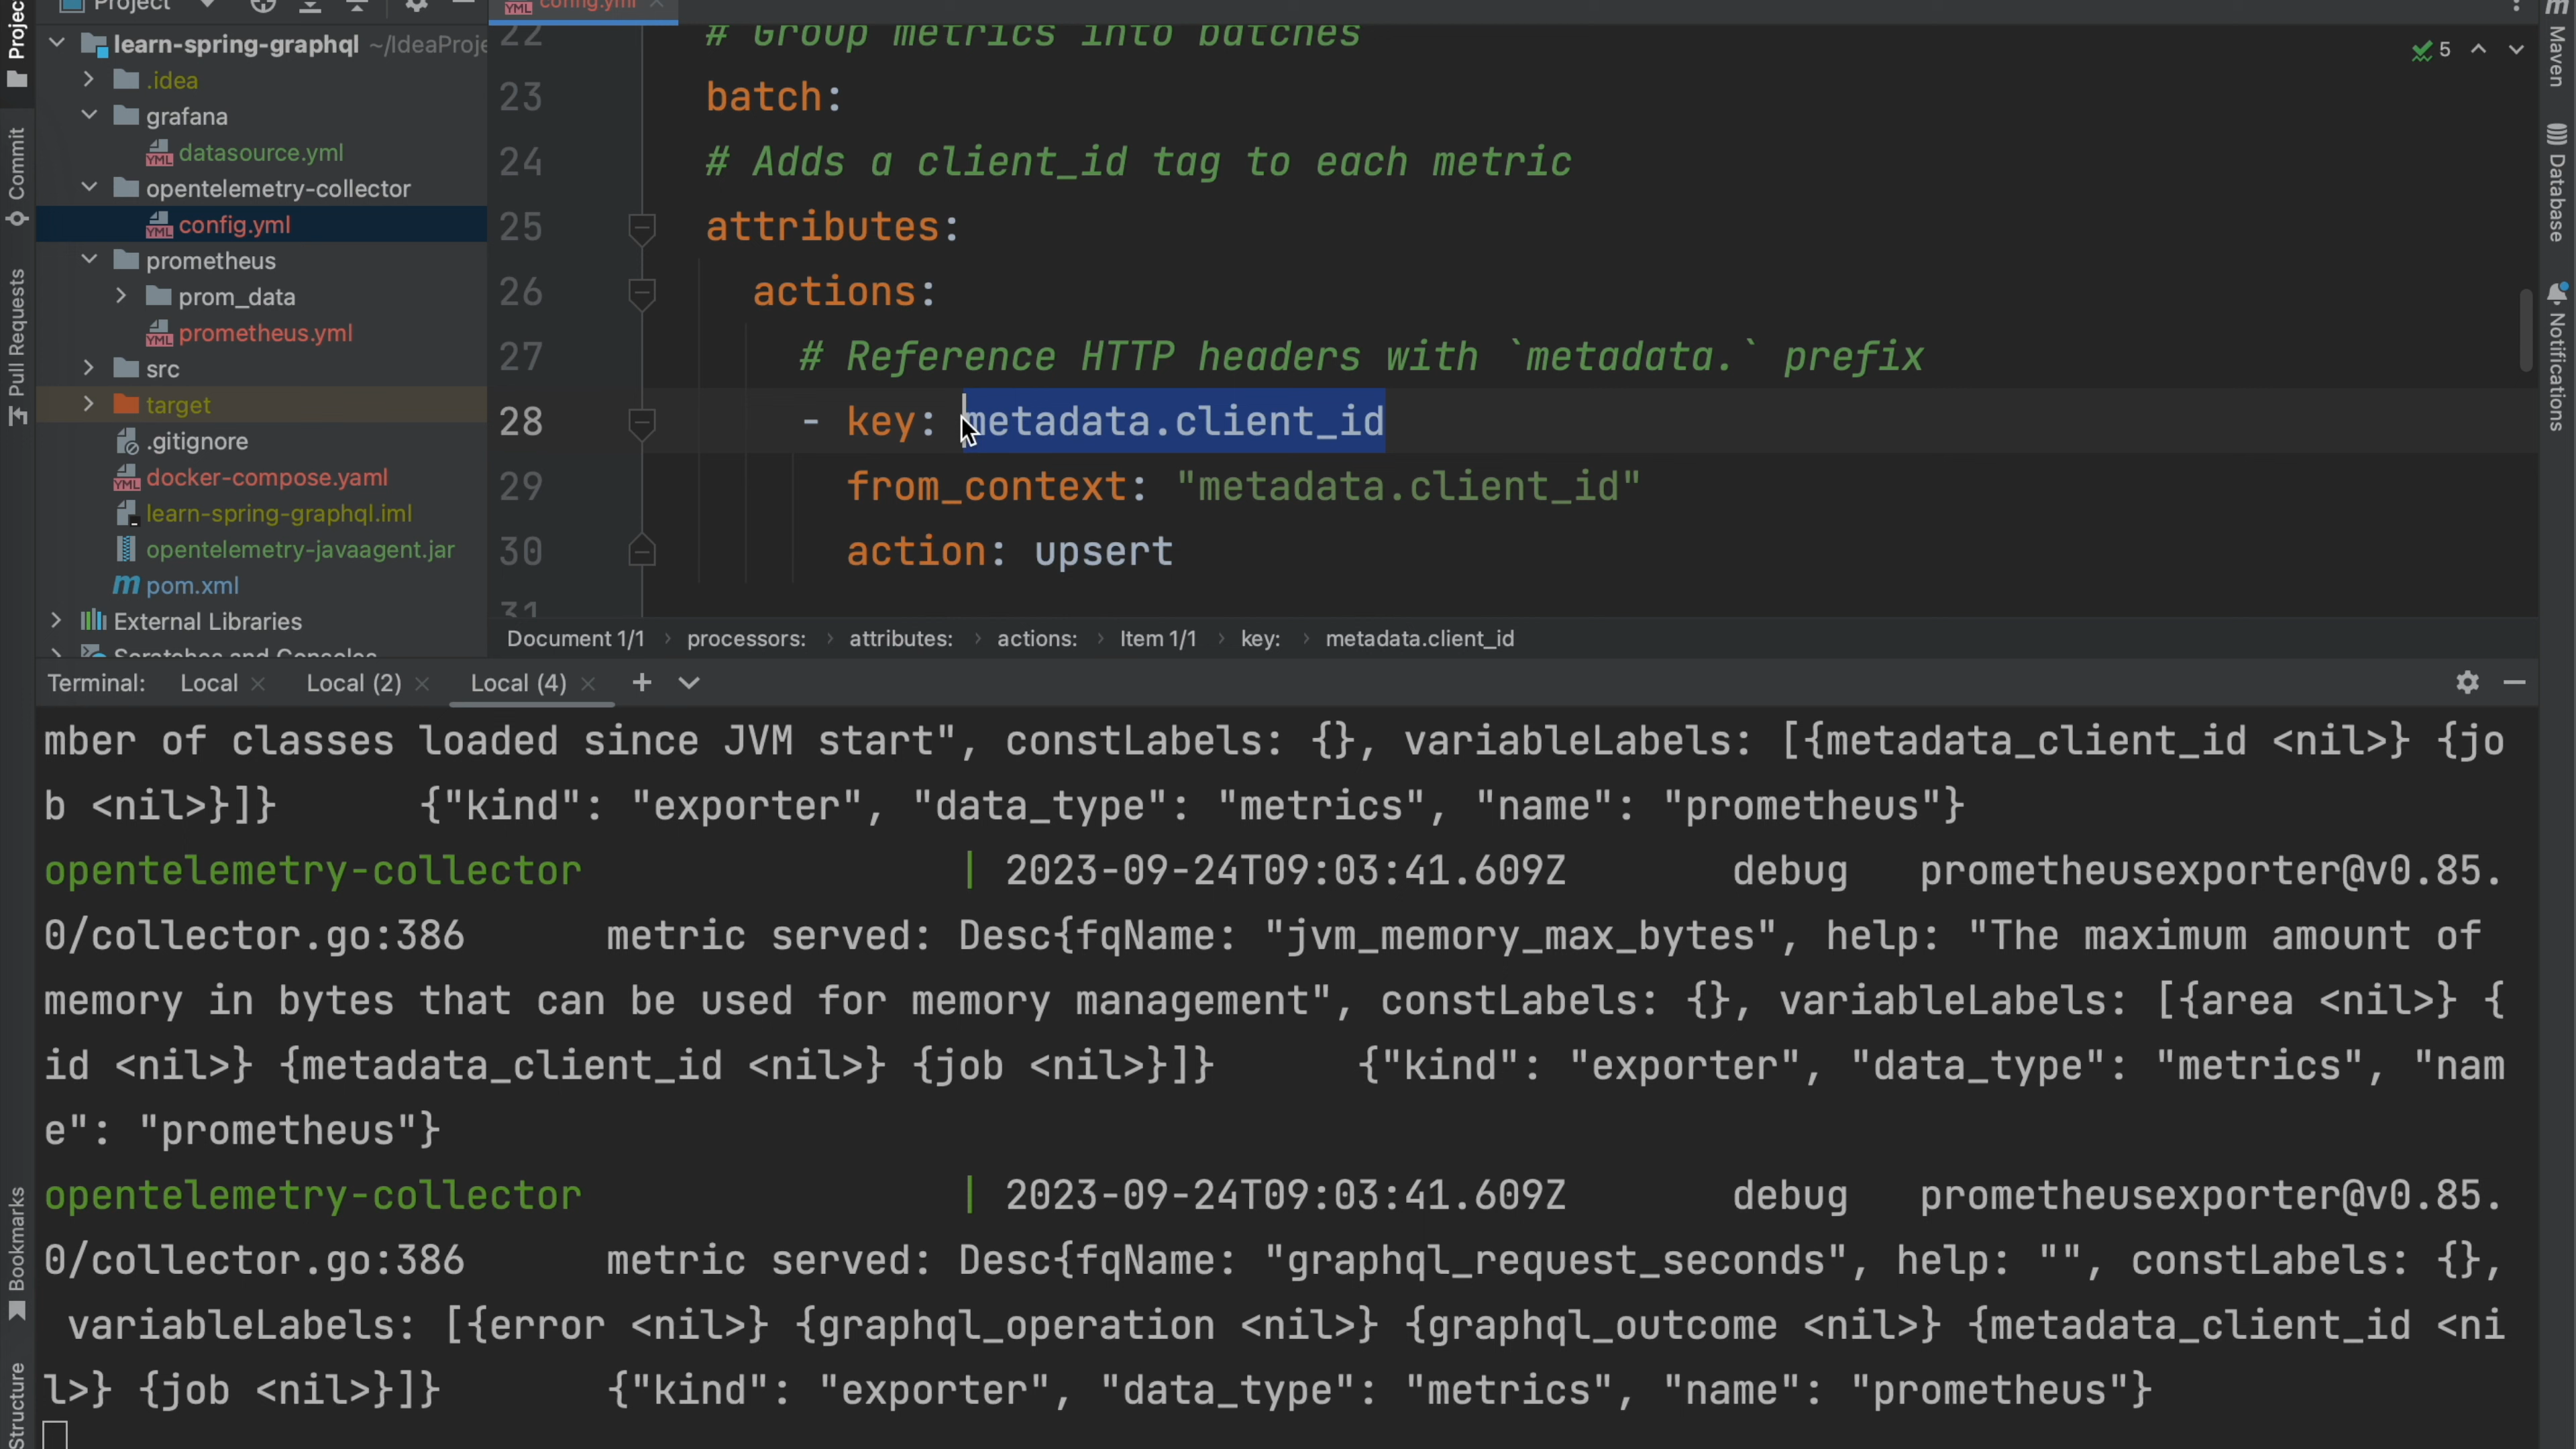 Project
config.yml
learn-spring-graphql ~/IdeaProje
.idea
grafana
datasource.yml
opentelemetry-collector
config.yml
prometheus
prom_data
prometheus.yml
src
target
.gitignore
docker-compose.yaml
learn-spring-graphql.iml
opentelemetry-javaagent.jar
pom.xml
External Libraries
Scratches and Consoles
Project
Commit
Pull Requests
Bookmarks
Structure
22 # Group metrics into batches
23 batch:
24 # Adds a client_id tag to each metric
25 attributes:
26 actions:
27 # Reference HTTP headers with `metadata.` prefix
28 - key: metadata.client_id
29 from_context: "metadata.client_id"
30 action: upsert
31
5
Maven
Database
Notifications
Document 1/1 › processors: › attributes: › actions: › Item 1/1 › key: › metadata.client_id
Terminal: Local Local (2) Local (4)
mber of classes loaded since JVM start", constLabels: {}, variableLabels: [{metadata_client_id <nil>} {jo
b <nil>}]} {"kind": "exporter", "data_type": "metrics", "name": "prometheus"}
opentelemetry-collector | 2023-09-24T09:03:41.609Z debug prometheusexporter@v0.85.
0/collector.go:386 metric served: Desc{fqName: "jvm_memory_max_bytes", help: "The maximum amount of
memory in bytes that can be used for memory management", constLabels: {}, variableLabels: [{area <nil>} {
id <nil>} {metadata_client_id <nil>} {job <nil>}]} {"kind": "exporter", "data_type": "metrics", "nam
e": "prometheus"}
opentelemetry-collector | 2023-09-24T09:03:41.609Z debug prometheusexporter@v0.85.
0/collector.go:386 metric served: Desc{fqName: "graphql_request_seconds", help: "", constLabels: {},
variableLabels: [{error <nil>} {graphql_operation <nil>} {graphql_outcome <nil>} {metadata_client_id <ni
l>} {job <nil>}]} {"kind": "exporter", "data_type": "metrics", "name": "prometheus"}